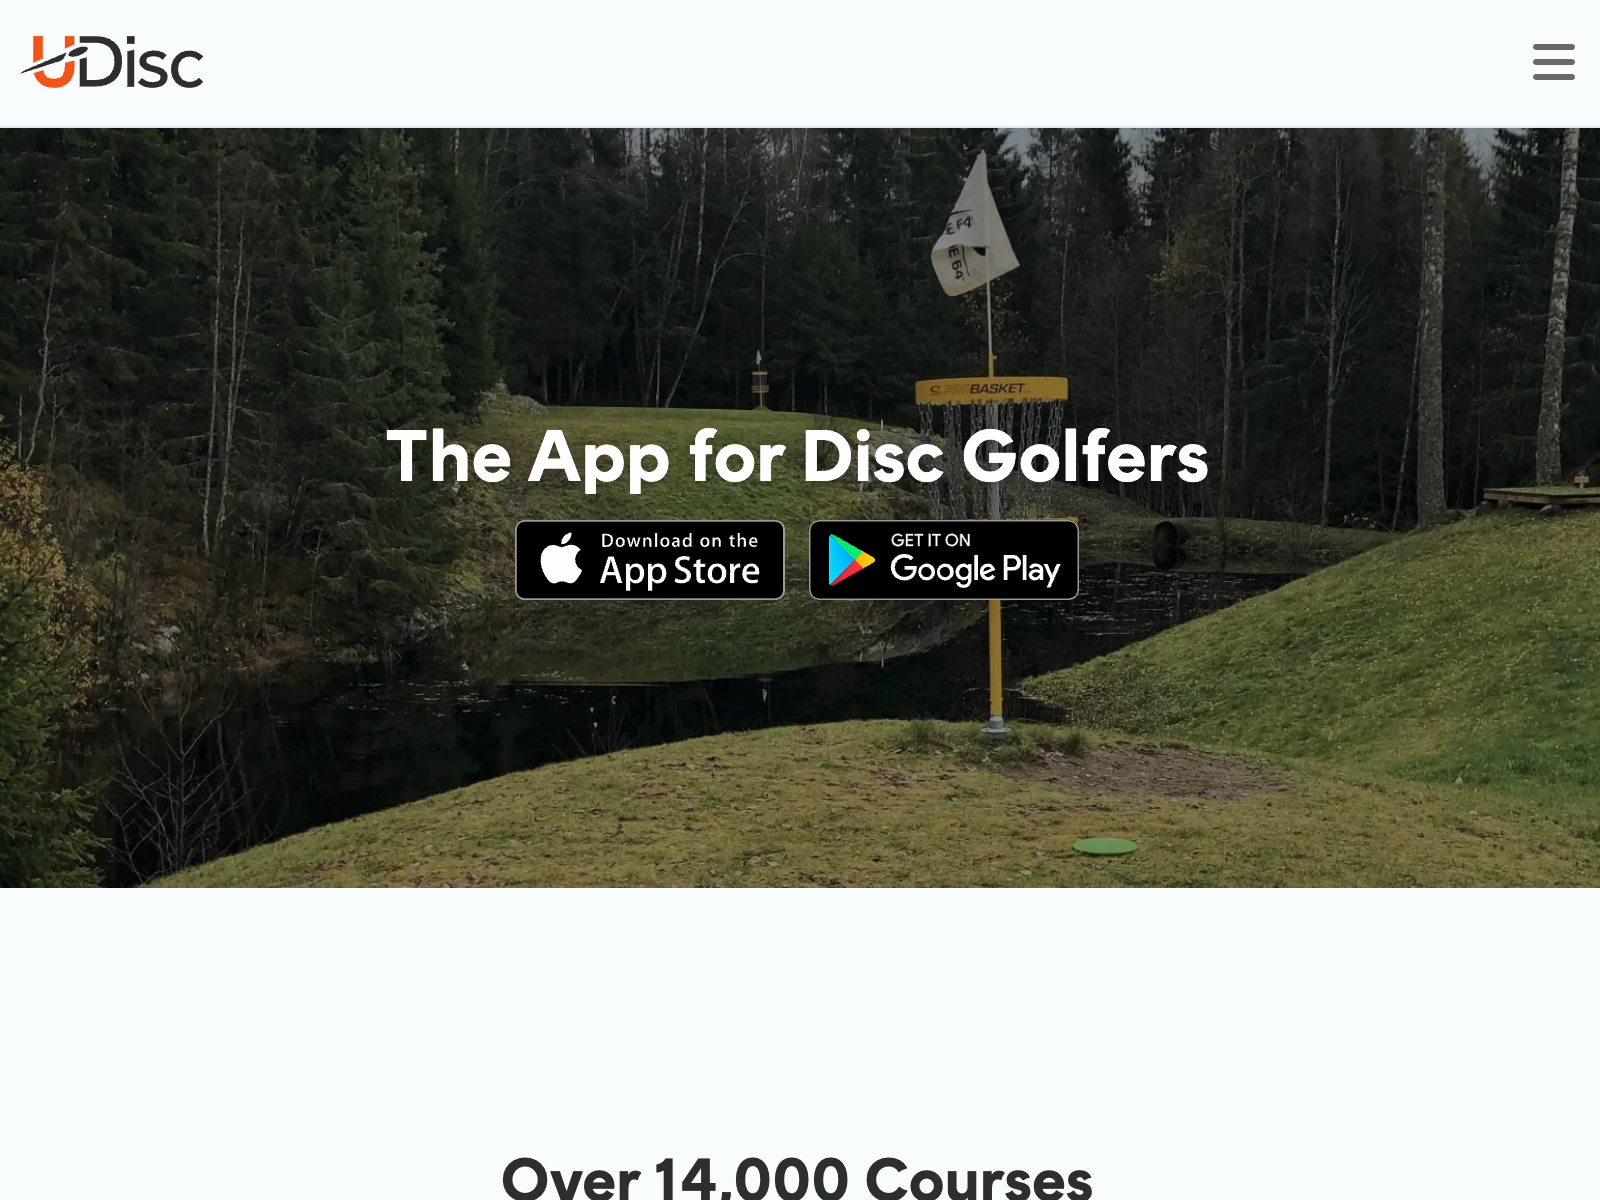 UDisc
PROBASKET
The App for Disc Golfers
Download on the
App Store
GET IT ON
Google Play
Over 14,000 Courses